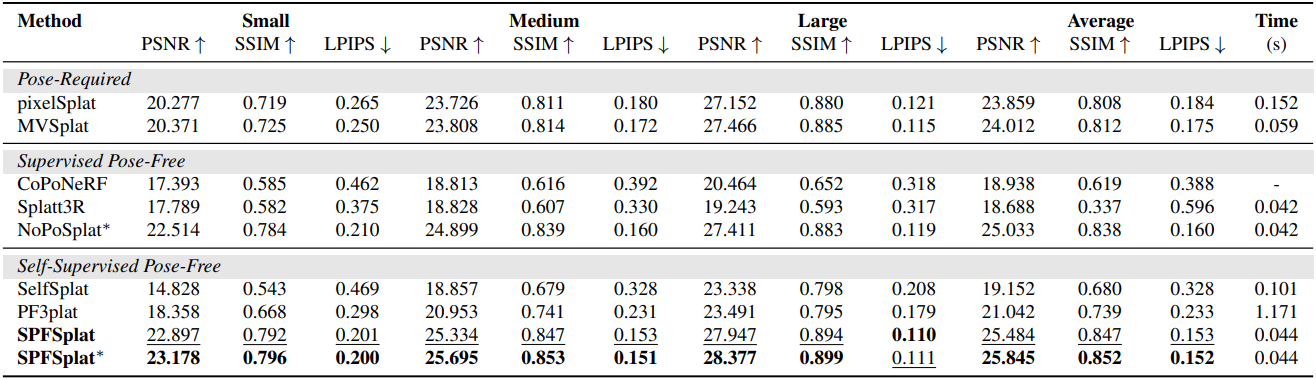 Method Small Medium Large Average Time
PSNR ↑ SSIM ↑ LPIPS ↓ PSNR ↑ SSIM ↑ LPIPS ↓ PSNR ↑ SSIM ↑ LPIPS ↓ PSNR ↑ SSIM ↑ LPIPS ↓ (s)
Pose-Required
pixelSplat 20.277 0.719 0.265 23.726 0.811 0.180 27.152 0.880 0.121 23.859 0.808 0.184 0.152
MVSplat 20.371 0.725 0.250 23.808 0.814 0.172 27.466 0.885 0.115 24.012 0.812 0.175 0.059
Supervised Pose-Free
CoPoNeRF 17.393 0.585 0.462 18.813 0.616 0.392 20.464 0.652 0.318 18.938 0.619 0.388 -
Splatt3R 17.789 0.582 0.375 18.828 0.607 0.330 19.243 0.593 0.317 18.688 0.337 0.596 0.042
NoPoSplat* 22.514 0.784 0.210 24.899 0.839 0.160 27.411 0.883 0.119 25.033 0.838 0.160 0.042
Self-Supervised Pose-Free
SelfSplat 14.828 0.543 0.469 18.857 0.679 0.328 23.338 0.798 0.208 19.152 0.680 0.328 0.101
PF3plat 18.358 0.668 0.298 20.953 0.741 0.231 23.491 0.795 0.179 21.042 0.739 0.233 1.171
SPFSplat 22.897 0.792 0.201 25.334 0.847 0.153 27.947 0.894 0.110 25.484 0.847 0.153 0.044
SPFSplat* 23.178 0.796 0.200 25.695 0.853 0.151 28.377 0.899 0.111 25.845 0.852 0.152 0.044